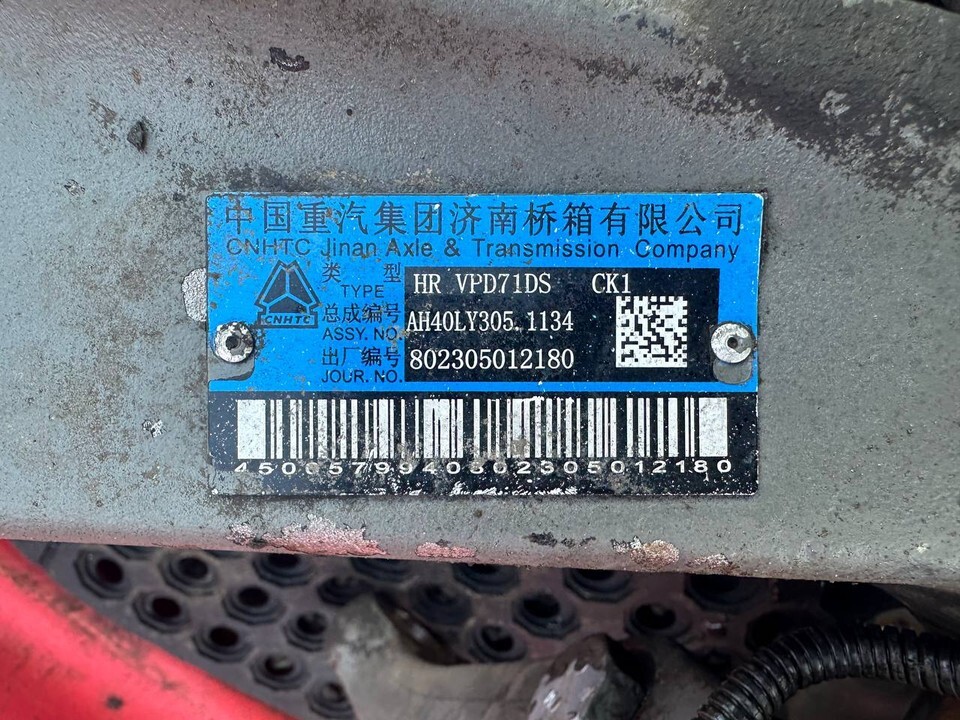 中国重汽集团济南桥箱有限公司
CNHTC Jinan Axle & Transmission Company
类 型
TYPE
HR VPD71DS CK1
CNHTC
总成编号
ASSY. NO.
AH40LY305.1134
出厂编号
JOUR. NO.
802305012180
4500579940802305012180